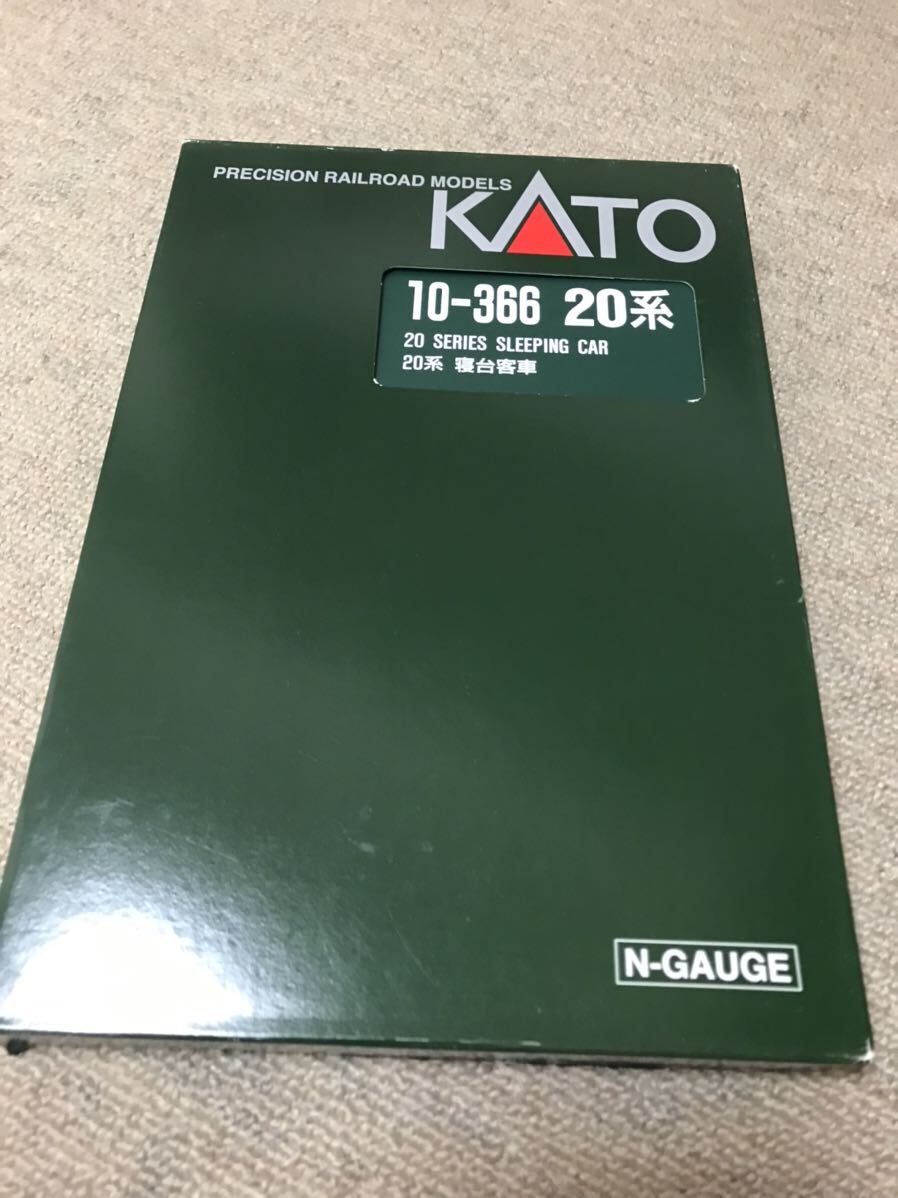 PRECISION RAILROAD MODELS
KATO
10-366 20系
20 SERIES SLEEPING CAR
20系 寝台客車
N-GAUGE